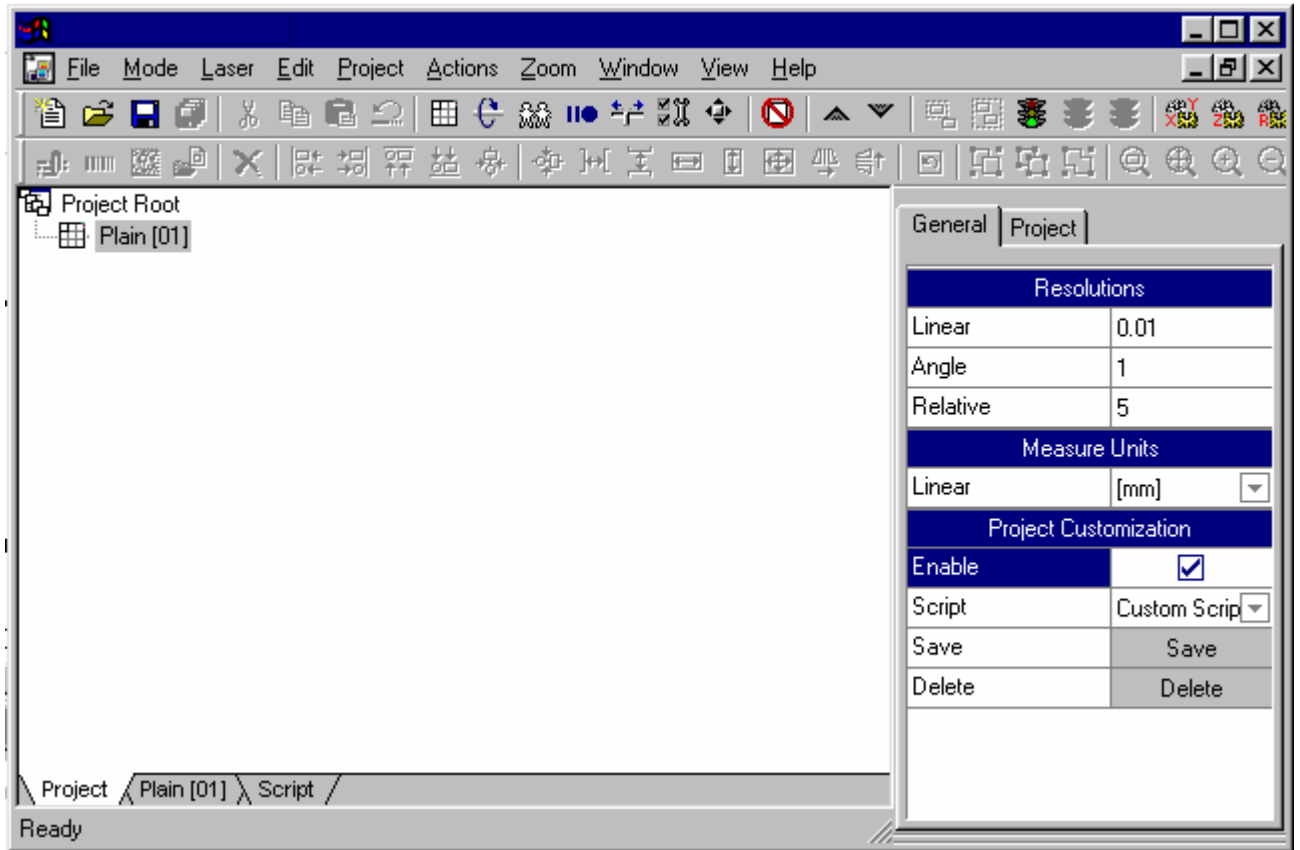 File Mode Laser Edit Project Actions Zoom Window View Help
Project Root
Plain [01]
General Project
Resolutions
Linear 0.01
Angle 1
Relative 5
Measure Units
Linear [mm]
Project Customization
Enable
Script Custom Scrip
Save Save
Delete Delete
Project Plain [01] Script
Ready